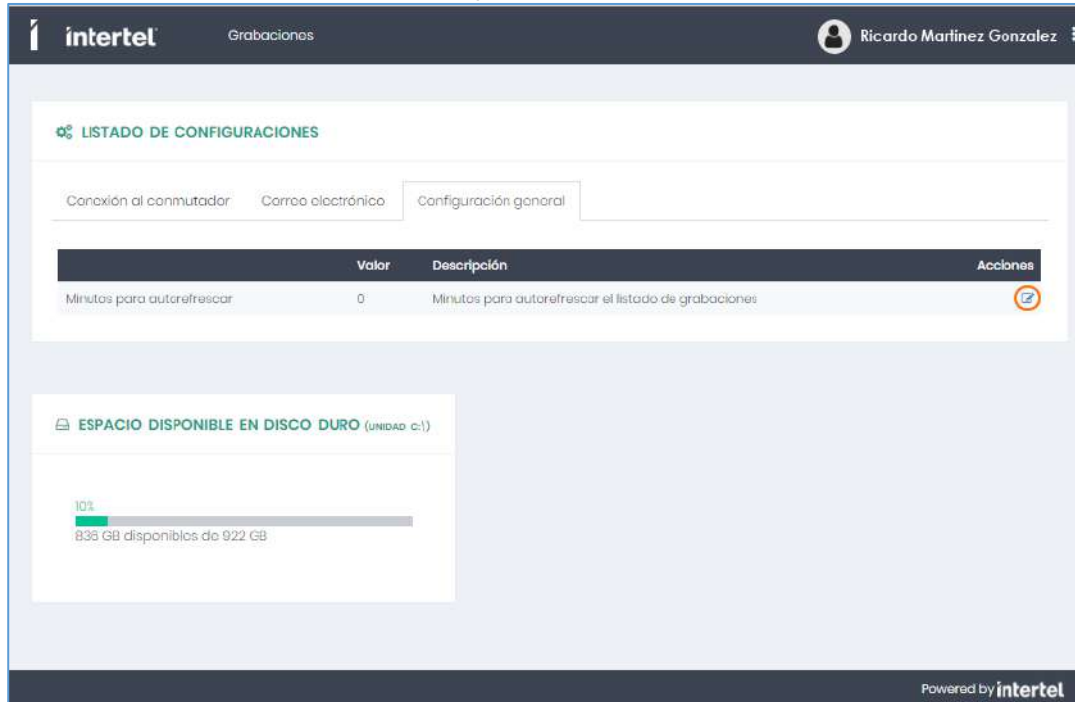 íntertel Grabaciones Ricardo Martinez Gonzalez
LISTADO DE CONFIGURACIONES
Conexión al conmutador Correo electrónico Configuración general
Valor Descripción Acciones
Minutos para autorefrescar 0 Minutos para autorefrescar el listado de grabaciones
ESPACIO DISPONIBLE EN DISCO DURO (UNIDAD C:\)
10%
836 GB disponibles de 922 GB
Powered by íntertel